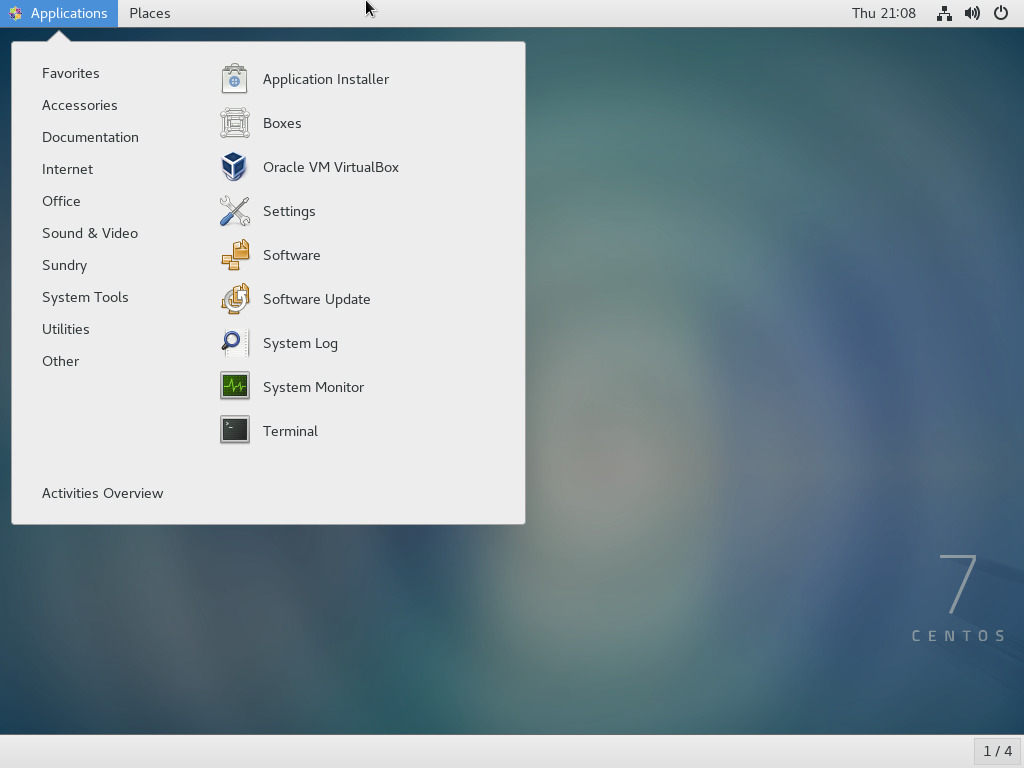 Applications Places Thu 21:08
Favorites
Accessories
Documentation
Internet
Office
Sound & Video
Sundry
System Tools
Utilities
Other
Activities Overview
Application Installer
Boxes
Oracle VM VirtualBox
Settings
Software
Software Update
System Log
System Monitor
Terminal
7
CENTOS
1 / 4